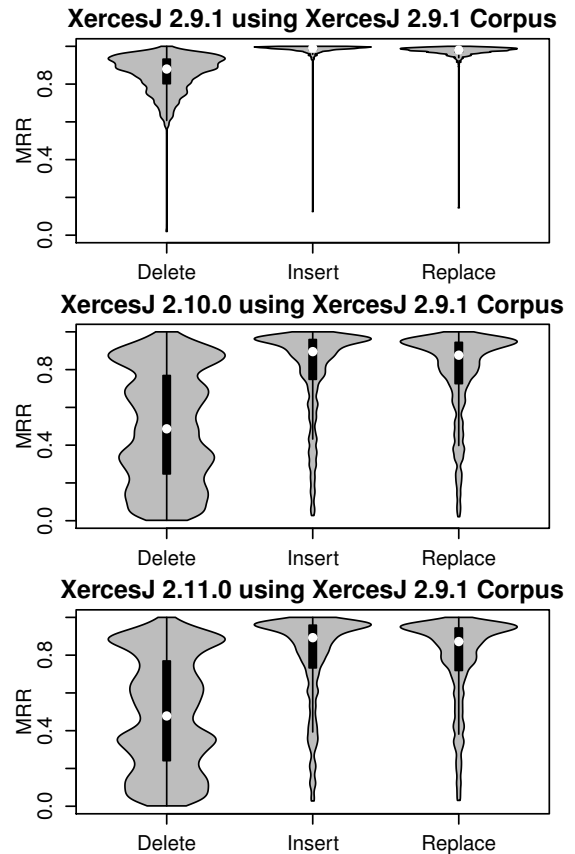 XercesJ 2.9.1 using XercesJ 2.9.1 Corpus
MRR
0.8
0.4
0.0
Delete Insert Replace
XercesJ 2.10.0 using XercesJ 2.9.1 Corpus
MRR
0.8
0.4
0.0
Delete Insert Replace
XercesJ 2.11.0 using XercesJ 2.9.1 Corpus
MRR
0.8
0.4
0.0
Delete Insert Replace